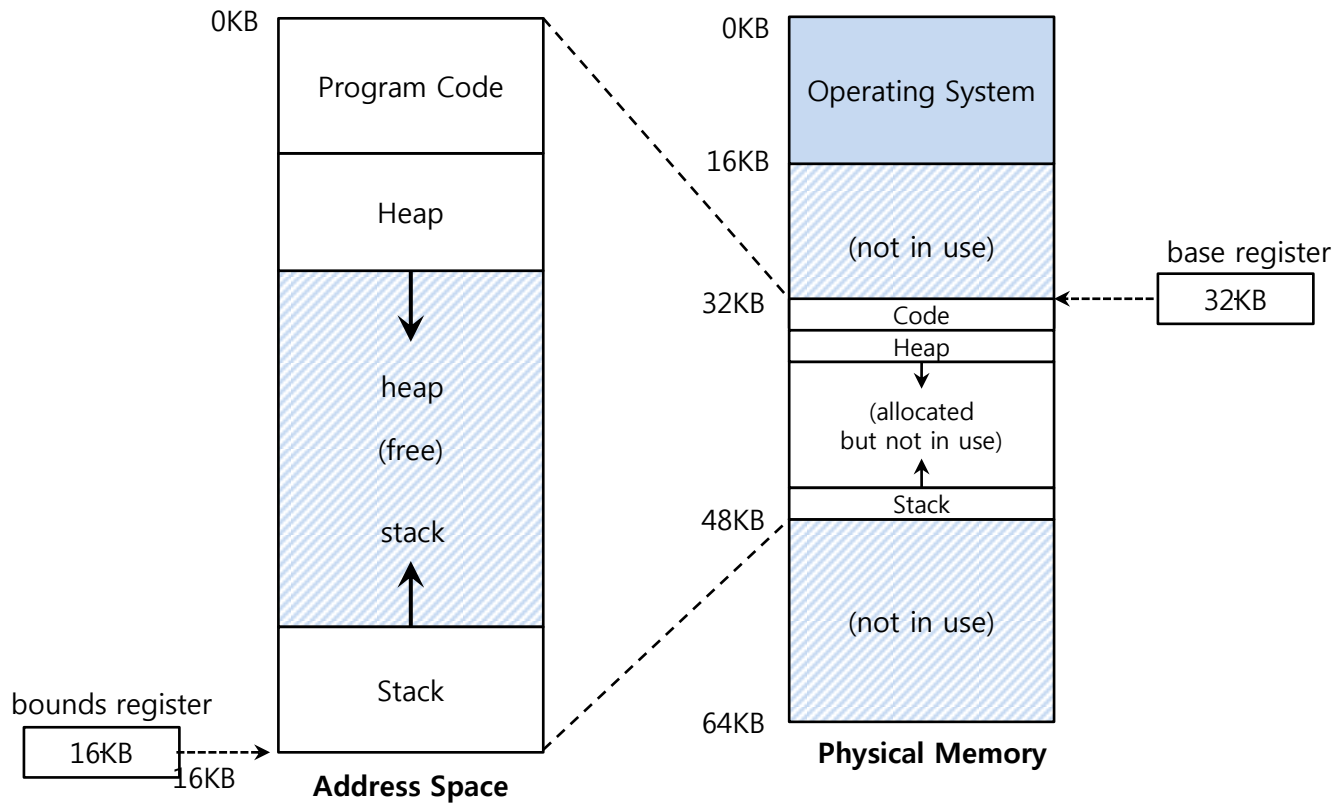 0KB
Program Code
Heap
heap
(free)
stack
Stack
bounds register
16KB
16KB
Address Space
0KB
Operating System
16KB
(not in use)
base register
32KB
32KB
Code
Heap
(allocated
but not in use)
Stack
48KB
(not in use)
64KB
Physical Memory